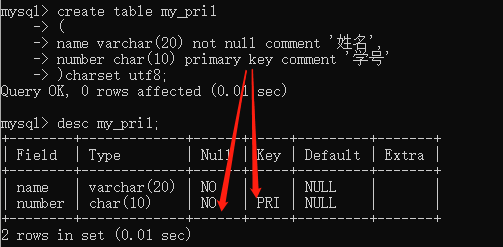 mysql> create table my_pri1
    -> (
    -> name varchar(20) not null comment '姓名',
    -> number char(10) primary key comment '学号'
    -> )charset utf8;
Query OK, 0 rows affected (0.01 sec)
mysql> desc my_pri1;
+--------+-------------+------+-----+---------+-------+
| Field  | Type        | Null | Key | Default | Extra |
+--------+-------------+------+-----+---------+-------+
| name   | varchar(20) | NO   |     | NULL    |       |
| number | char(10)    | NO   | PRI | NULL    |       |
+--------+-------------+------+-----+---------+-------+
2 rows in set (0.01 sec)